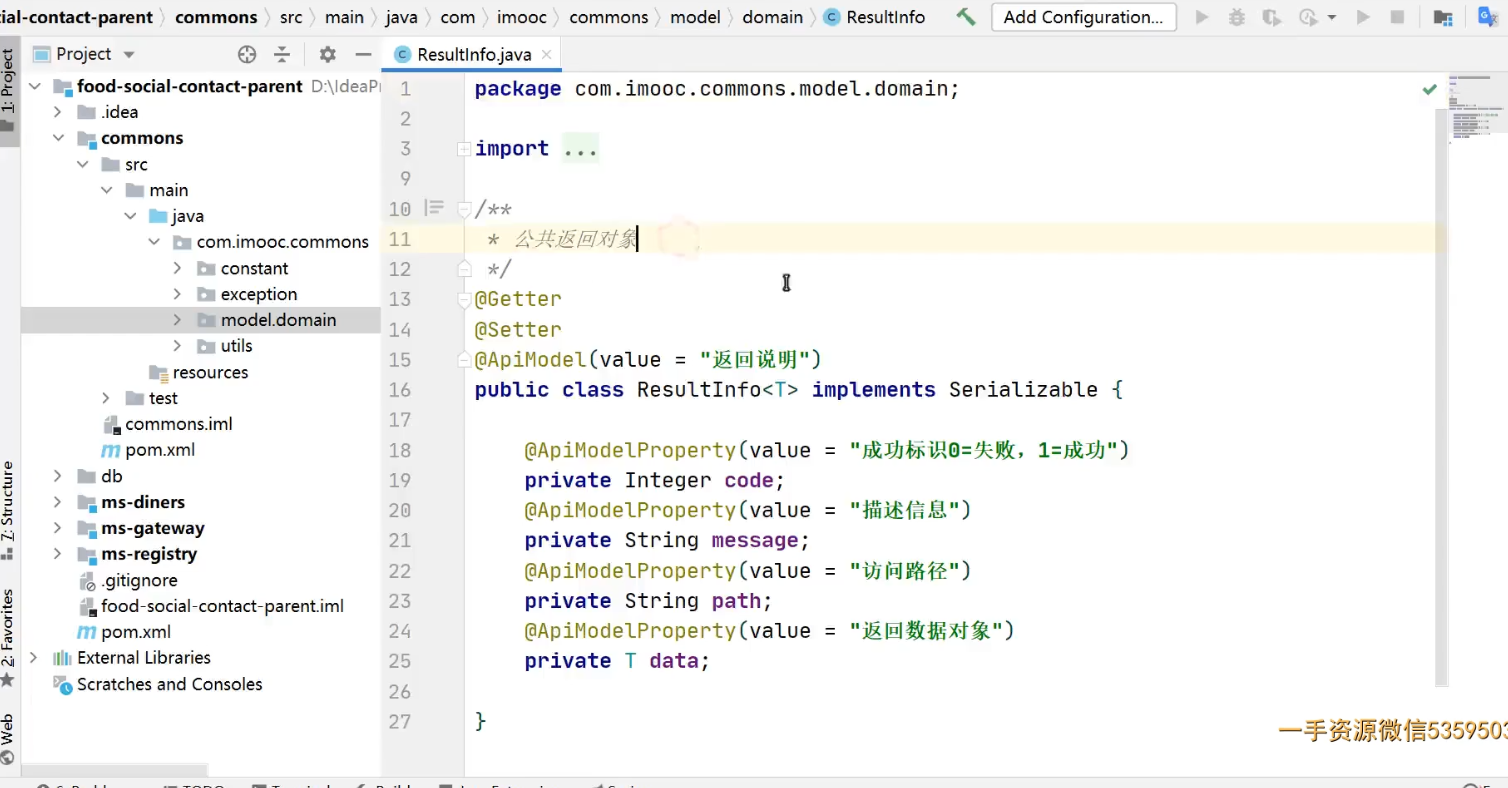 ial-contact-parent commons src main java com imooc commons model domain ResultInfo Add Configuration...
1: Project
7: Structure
2: Favorites
Web
Project
food-social-contact-parent D:\IdeaPr
.idea
commons
src
main
java
com.imooc.commons
constant
exception
model.domain
utils
resources
test
commons.iml
pom.xml
db
ms-diners
ms-gateway
ms-registry
.gitignore
food-social-contact-parent.iml
pom.xml
External Libraries
Scratches and Consoles
ResultInfo.java
1 package com.imooc.commons.model.domain;
2
3 import ...
9
10 /**
11 * 公共返回对象
12 */
13 @Getter
14 @Setter
15 @ApiModel(value = "返回说明")
16 public class ResultInfo<T> implements Serializable {
17
18 @ApiModelProperty(value = "成功标识0=失败，1=成功")
19 private Integer code;
20 @ApiModelProperty(value = "描述信息")
21 private String message;
22 @ApiModelProperty(value = "访问路径")
23 private String path;
24 @ApiModelProperty(value = "返回数据对象")
25 private T data;
26
27 }
一手资源微信5359503